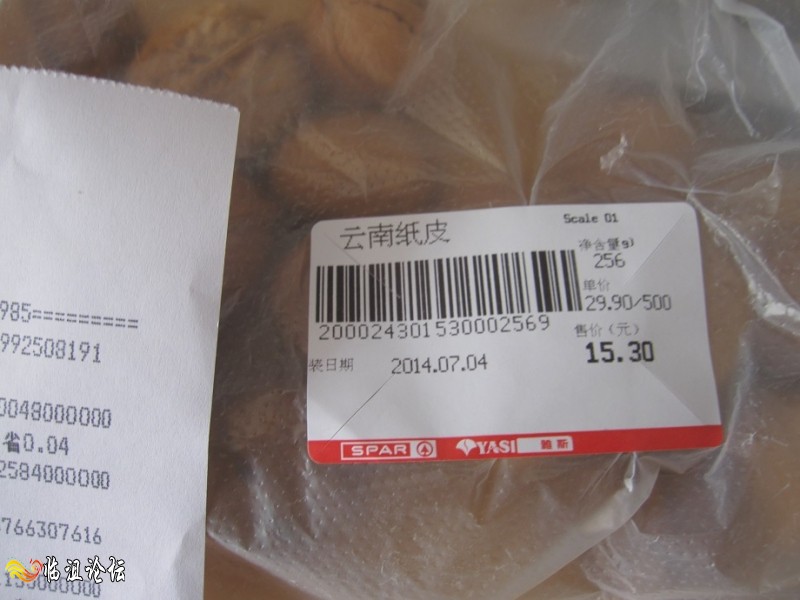 985=========
992508191
0048000000
省0.04
2584000000
766307616
云南纸皮
Scale 01
净含量g)
256
单价
29.90/500
200024301530002569
售价(元)
15.30
装日期 2014.07.04
SPAR YASI 雅斯
临沮论坛